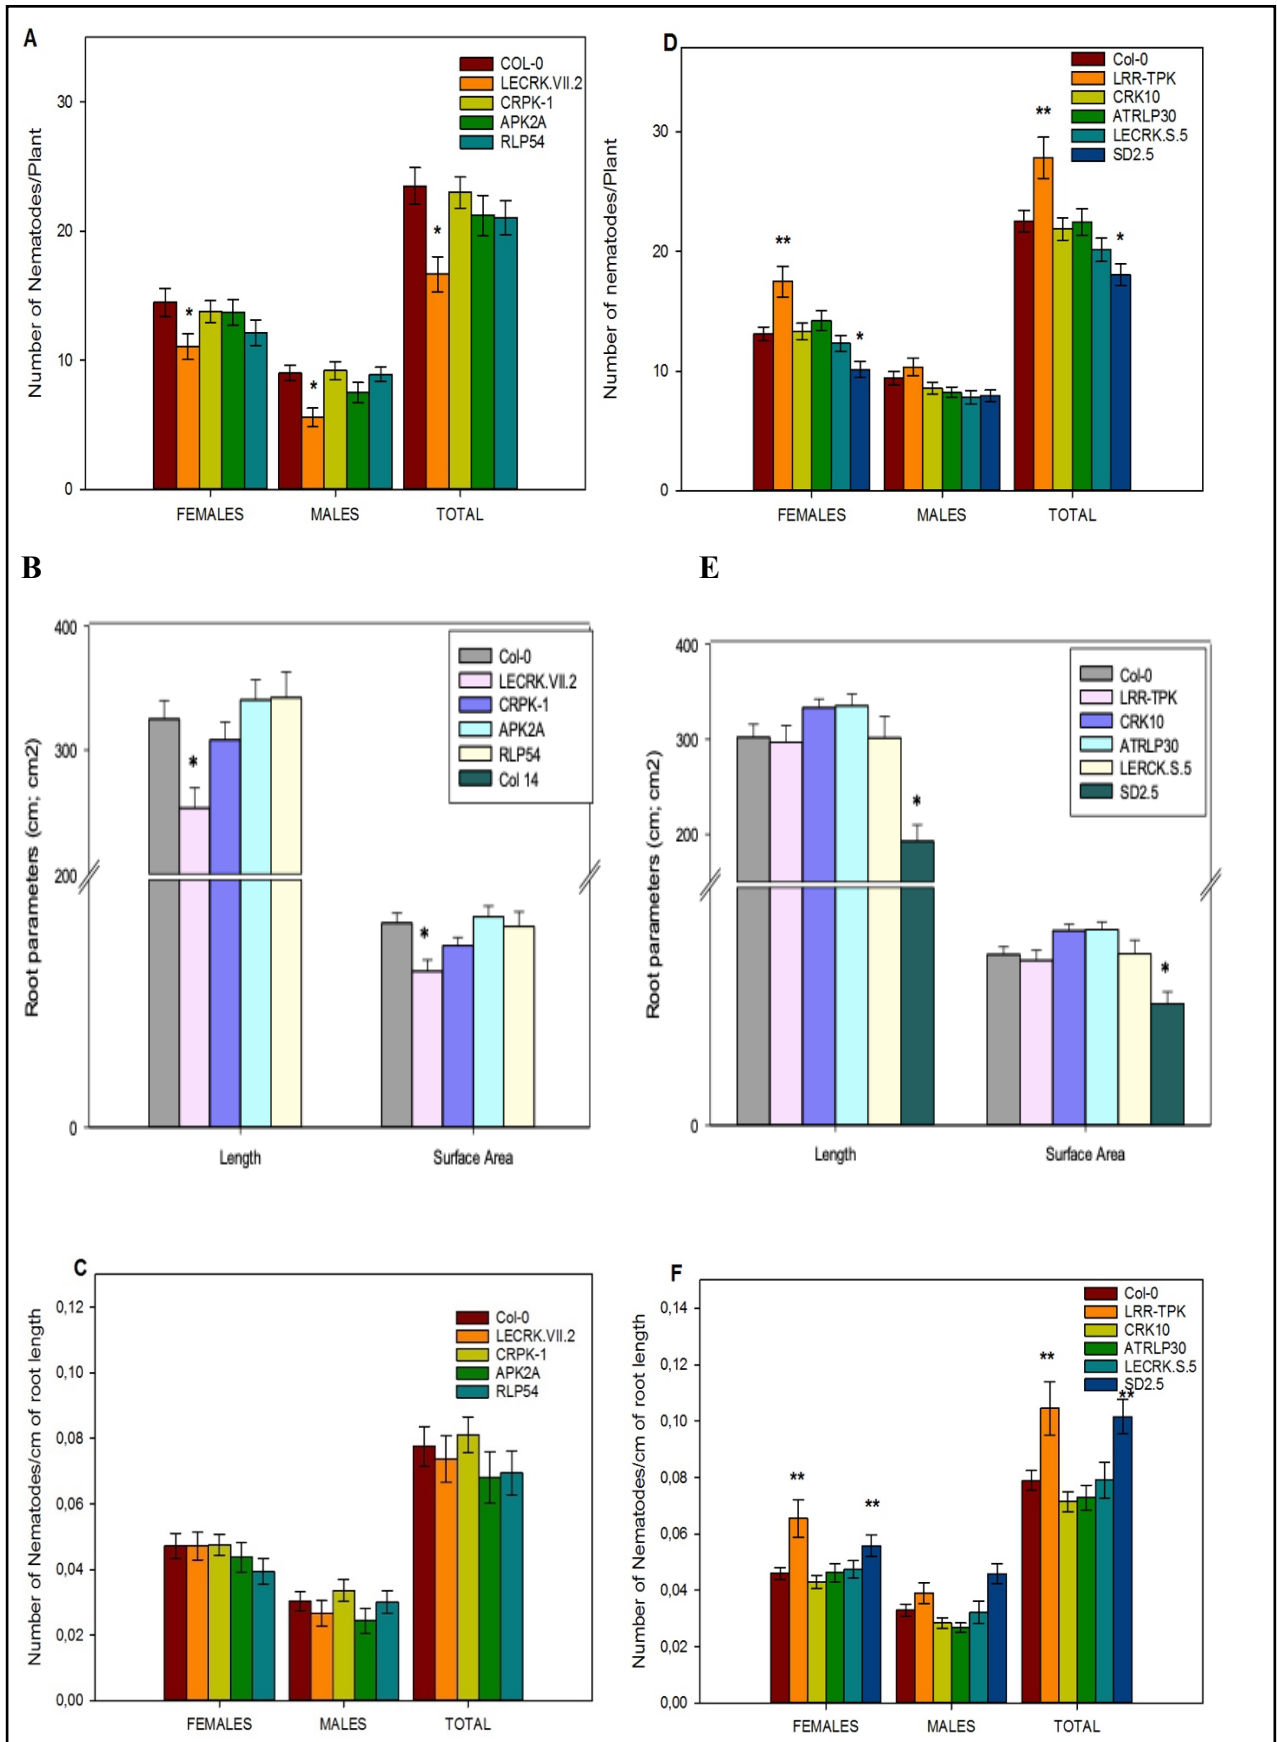 A
COL-0
LECRK.VII.2
CRPK-1
APK2A
RLP54
Number of Nematodes/Plant
30
20
10
0
*
*
*
FEMALES
MALES
TOTAL
D
Col-0
LRR-TPK
CRK10
ATRLP30
LECRK.S.5
SD2.5
Number of nematodes/Plant
30
20
10
0
**
*
**
*
FEMALES
MALES
TOTAL
B
Col-0
LECRK.VII.2
CRPK-1
APK2A
RLP54
Col 14
Root parameters (cm; cm2)
400
300
200
0
*
*
Length
Surface Area
E
Col-0
LRR-TPK
CRK10
ATRLP30
LERCK.S.5
SD2.5
Root parameters (cm; cm2)
400
300
200
0
*
*
Length
Surface Area
C
Col-0
LECRK.VII.2
CRPK-1
APK2A
RLP54
Number of Nematodes/cm of root length
0,12
0,10
0,08
0,06
0,04
0,02
0,00
FEMALES
MALES
TOTAL
F
Col-0
LRR-TPK
CRK10
ATRLP30
LECRK.S.5
SD2.5
Number of Nematodes/cm of root length
0,14
0,12
0,10
0,08
0,06
0,04
0,02
0,00
**
**
**
**
FEMALES
MALES
TOTAL